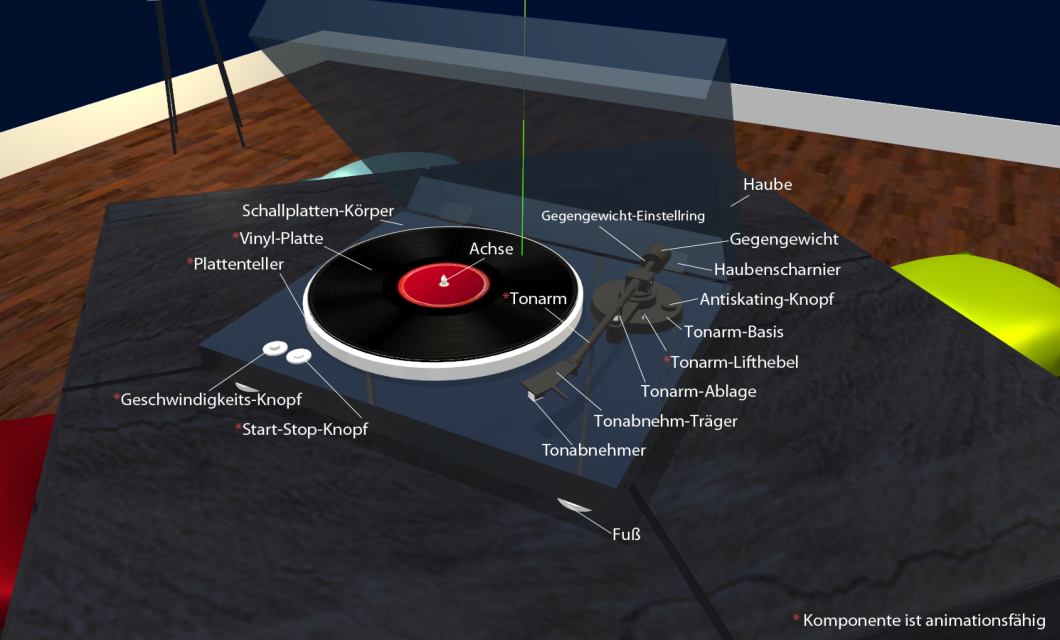 Haube
Schallplatten-Körper
Gegengewicht-Einstellring
*Vinyl-Platte
Gegengewicht
Achse
*Plattenteller
Haubenscharnier
*Tonarm
Antiskating-Knopf
Tonarm-Basis
*Tonarm-Lifthebel
Tonarm-Ablage
*Geschwindigkeits-Knopf
Tonabnehm-Träger
*Start-Stop-Knopf
Tonabnehmer
Fuß
* Komponente ist animationsfähig